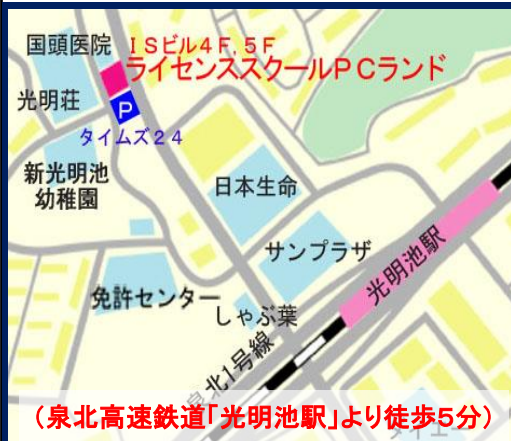 国頭医院
ISビル4F,5F
ライセンススクールPCランド
光明荘
P
タイムズ24
新光明池
幼稚園
日本生命
サンプラザ
光明池駅
免許センター
しゃぶ葉
泉北1号線
(泉北高速鉄道「光明池駅」より徒歩5分)